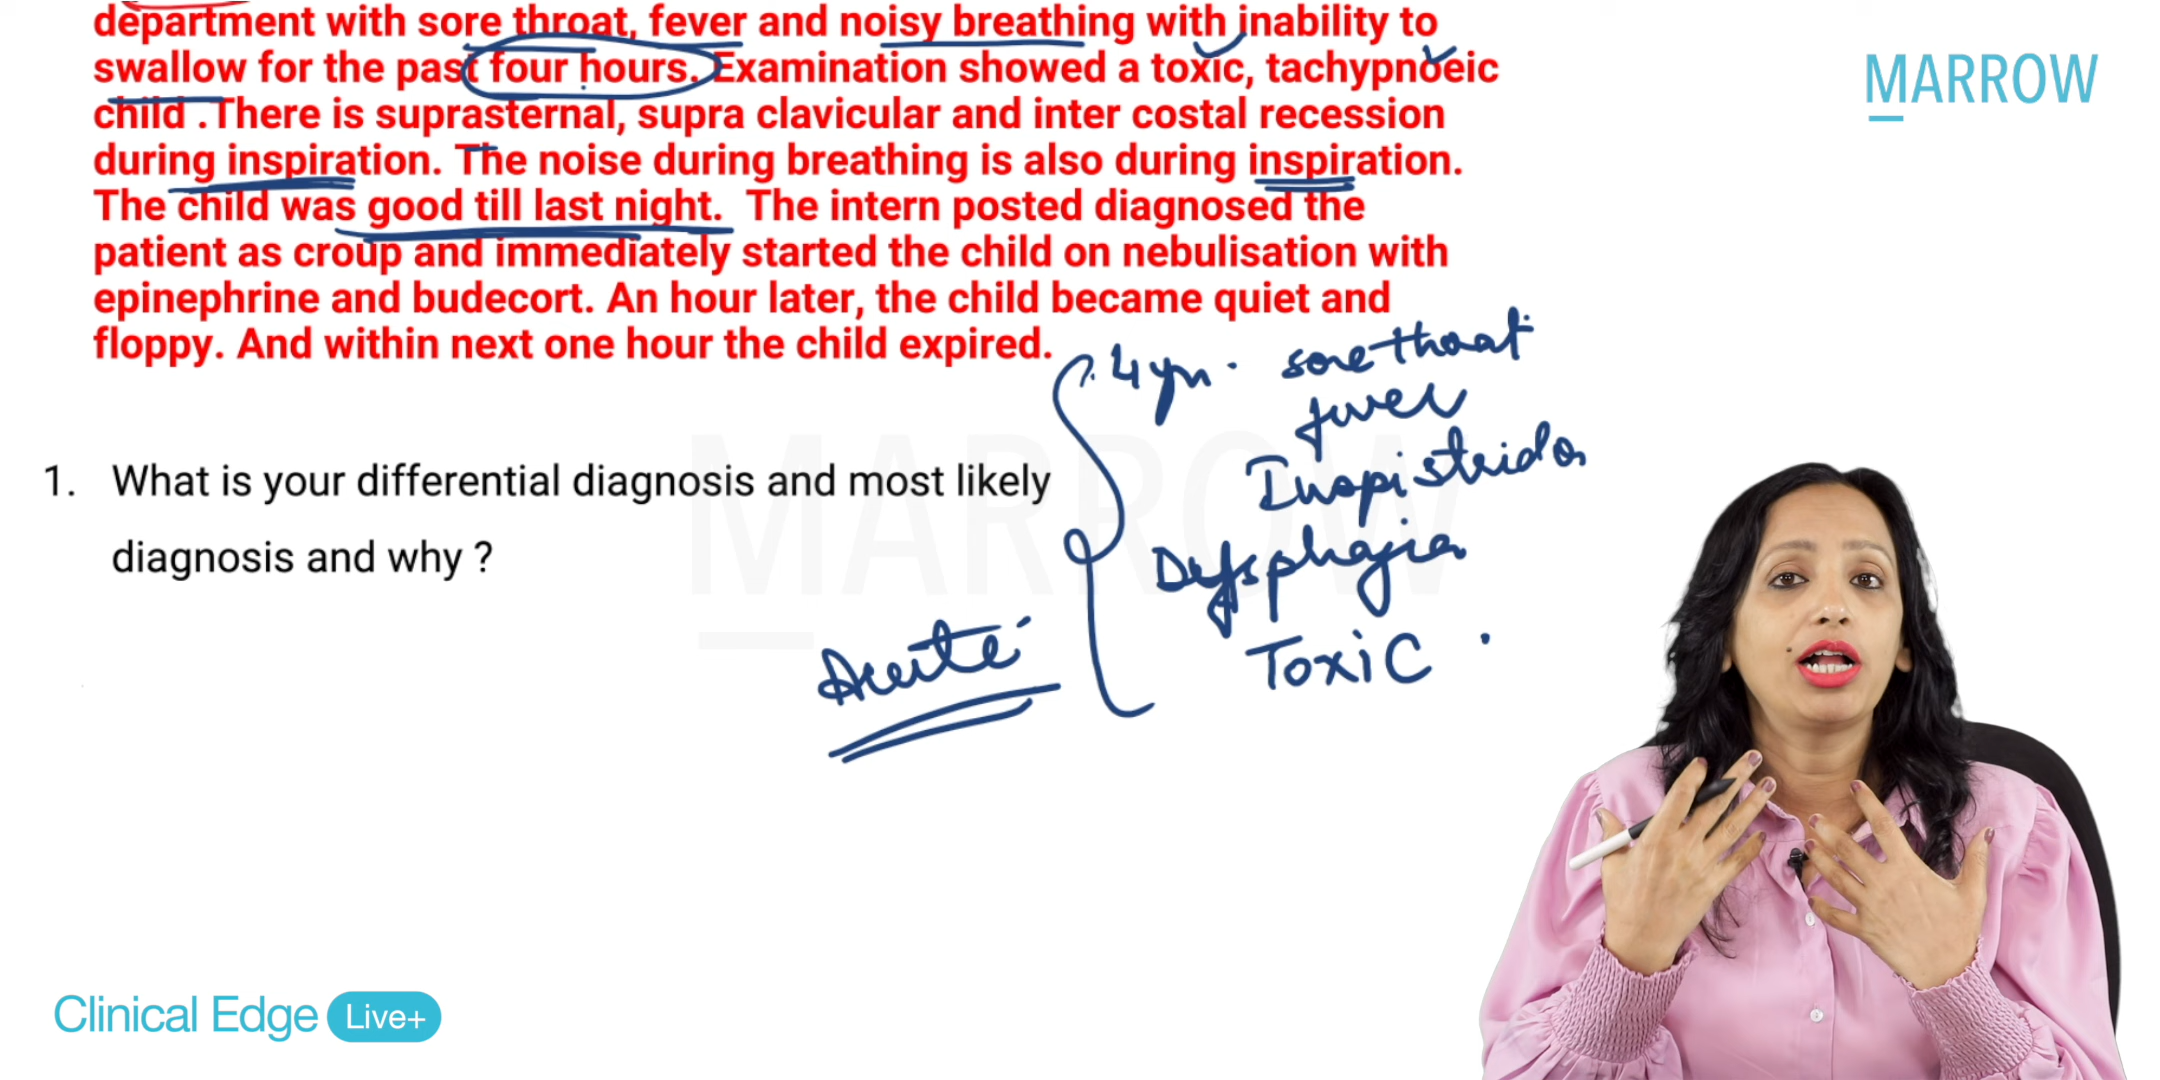 department with sore throat, fever and noisy breathing with inability to
swallow for the past four hours. Examination showed a toxic, tachypnoeic
child .There is suprasternal, supra clavicular and inter costal recession
during inspiration. The noise during breathing is also during inspiration.
The child was good till last night. The intern posted diagnosed the
patient as croup and immediately started the child on nebulisation with
epinephrine and budecort. An hour later, the child became quiet and
floppy. And within next one hour the child expired.
MARROW
4 yr. sore throat
fever
Inspi stridor
Dysphagia
Toxic
Acute
1. What is your differential diagnosis and most likely
diagnosis and why ?
MARROW
Clinical Edge Live+